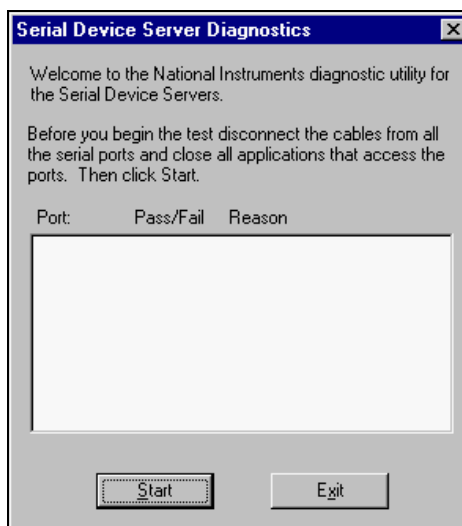 Serial Device Server Diagnostics
Welcome to the National Instruments diagnostic utility for
the Serial Device Servers.
Before you begin the test disconnect the cables from all
the serial ports and close all applications that access the
ports. Then click Start.
Port: Pass/Fail Reason
Start Exit